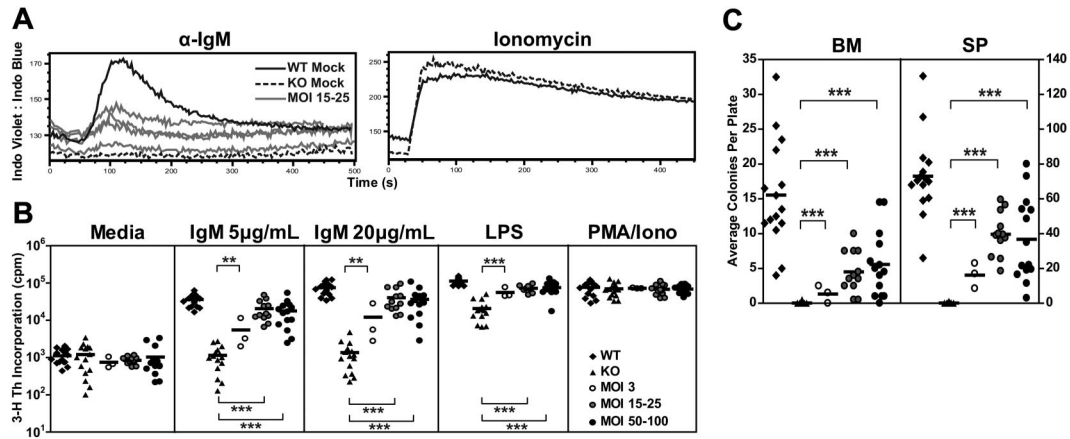 A
α-IgM
Ionomycin
Indo Violet : Indo Blue
170
150
130
WT Mock
KO Mock
MOI 15-25
0 100 200 300 400 500
250
200
150
0 100 200 300 400
Time (s)
B
Media
IgM 5µg/mL
IgM 20µg/mL
LPS
PMA/Iono
3-H Th Incorporation (cpm)
10⁶
10⁵
10⁴
10³
10²
10¹
**
***
***
**
***
***
***
***
***
WT
KO
MOI 3
MOI 15-25
MOI 50-100
C
BM
SP
Average Colonies Per Plate
35
30
25
20
15
10
5
0
***
***
***
***
***
***
140
120
100
80
60
40
20
0